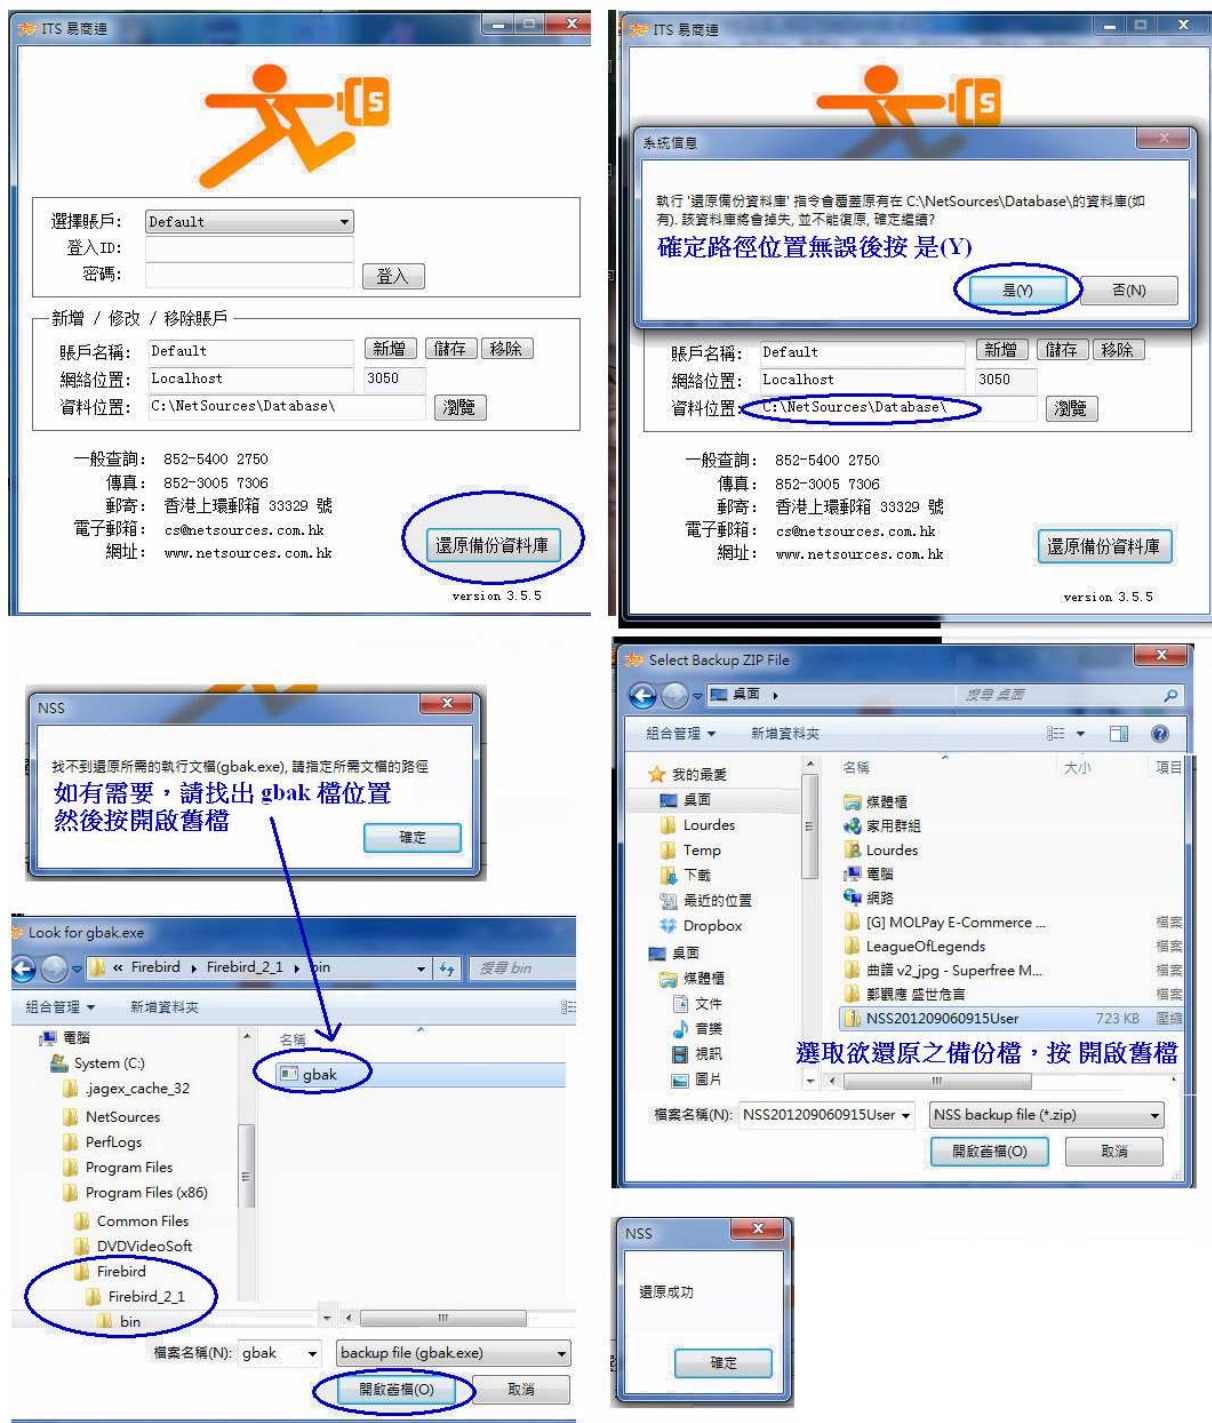 ITS 易商連
S
選擇賬戶: Default
登入ID:
密碼: 登入
新增 / 修改 / 移除賬戶
賬戶名稱: Default 新增 儲存 移除
網絡位置: Localhost 3050
資料位置: C:\NetSources\Database\ 瀏覽
一般查詢: 852-5400 2750
傳真: 852-3005 7306
郵寄: 香港上環郵箱 33329 號
電子郵箱: cs@netsources.com.hk
網址: www.netsources.com.hk
還原備份資料庫
version 3.5.5
ITS 易商連
S
系統信息
執行 '還原備份資料庫' 指令會覆蓋原有在 C:\NetSources\Database\的資料庫(如
有). 該資料庫將會掉失, 並不能復原, 確定繼續?
確定路徑位置無誤後按 是(Y)
是(Y) 否(N)
賬戶名稱: Default 新增 儲存 移除
網絡位置: Localhost 3050
資料位置: C:\NetSources\Database\ 瀏覽
一般查詢: 852-5400 2750
傳真: 852-3005 7306
郵寄: 香港上環郵箱 33329 號
電子郵箱: cs@netsources.com.hk
網址: www.netsources.com.hk
還原備份資料庫
version 3.5.5
NSS
找不到還原所需的執行文檔(gbak.exe), 請指定所需文檔的路徑
如有需要，請找出 gbak 檔位置
然後按開啟舊檔
確定
Look for gbak.exe
« Firebird Firebird_2_1 bin 搜尋 bin
組合管理 新增資料夾
名稱
電腦
System (C:)
.jagex_cache_32
NetSources
PerfLogs
Program Files
Program Files (x86)
Common Files
DVDVideoSoft
Firebird
Firebird_2_1
bin
gbak
檔案名稱(N): gbak backup file (gbak.exe)
開啟舊檔(O) 取消
Select Backup ZIP File
桌面 搜尋 桌面
組合管理 新增資料夾
名稱 大小 項目
我的最愛
桌面
Lourdes
Temp
下載
最近的位置
Dropbox
桌面
媒體櫃
文件
音樂
視訊
圖片
媒體櫃
家用群組
Lourdes
電腦
網路
[G] MOLPay E-Commerce ... 檔案
LeagueOfLegends 檔案
曲譜 v2_jpg - Superfree M... 檔案
鄭觀應 盛世危言 檔案
NSS201209060915User 723 KB 壓縮
選取欲還原之備份檔，按 開啟舊檔
檔案名稱(N): NSS201209060915User NSS backup file (*.zip)
開啟舊檔(O) 取消
NSS
還原成功
確定